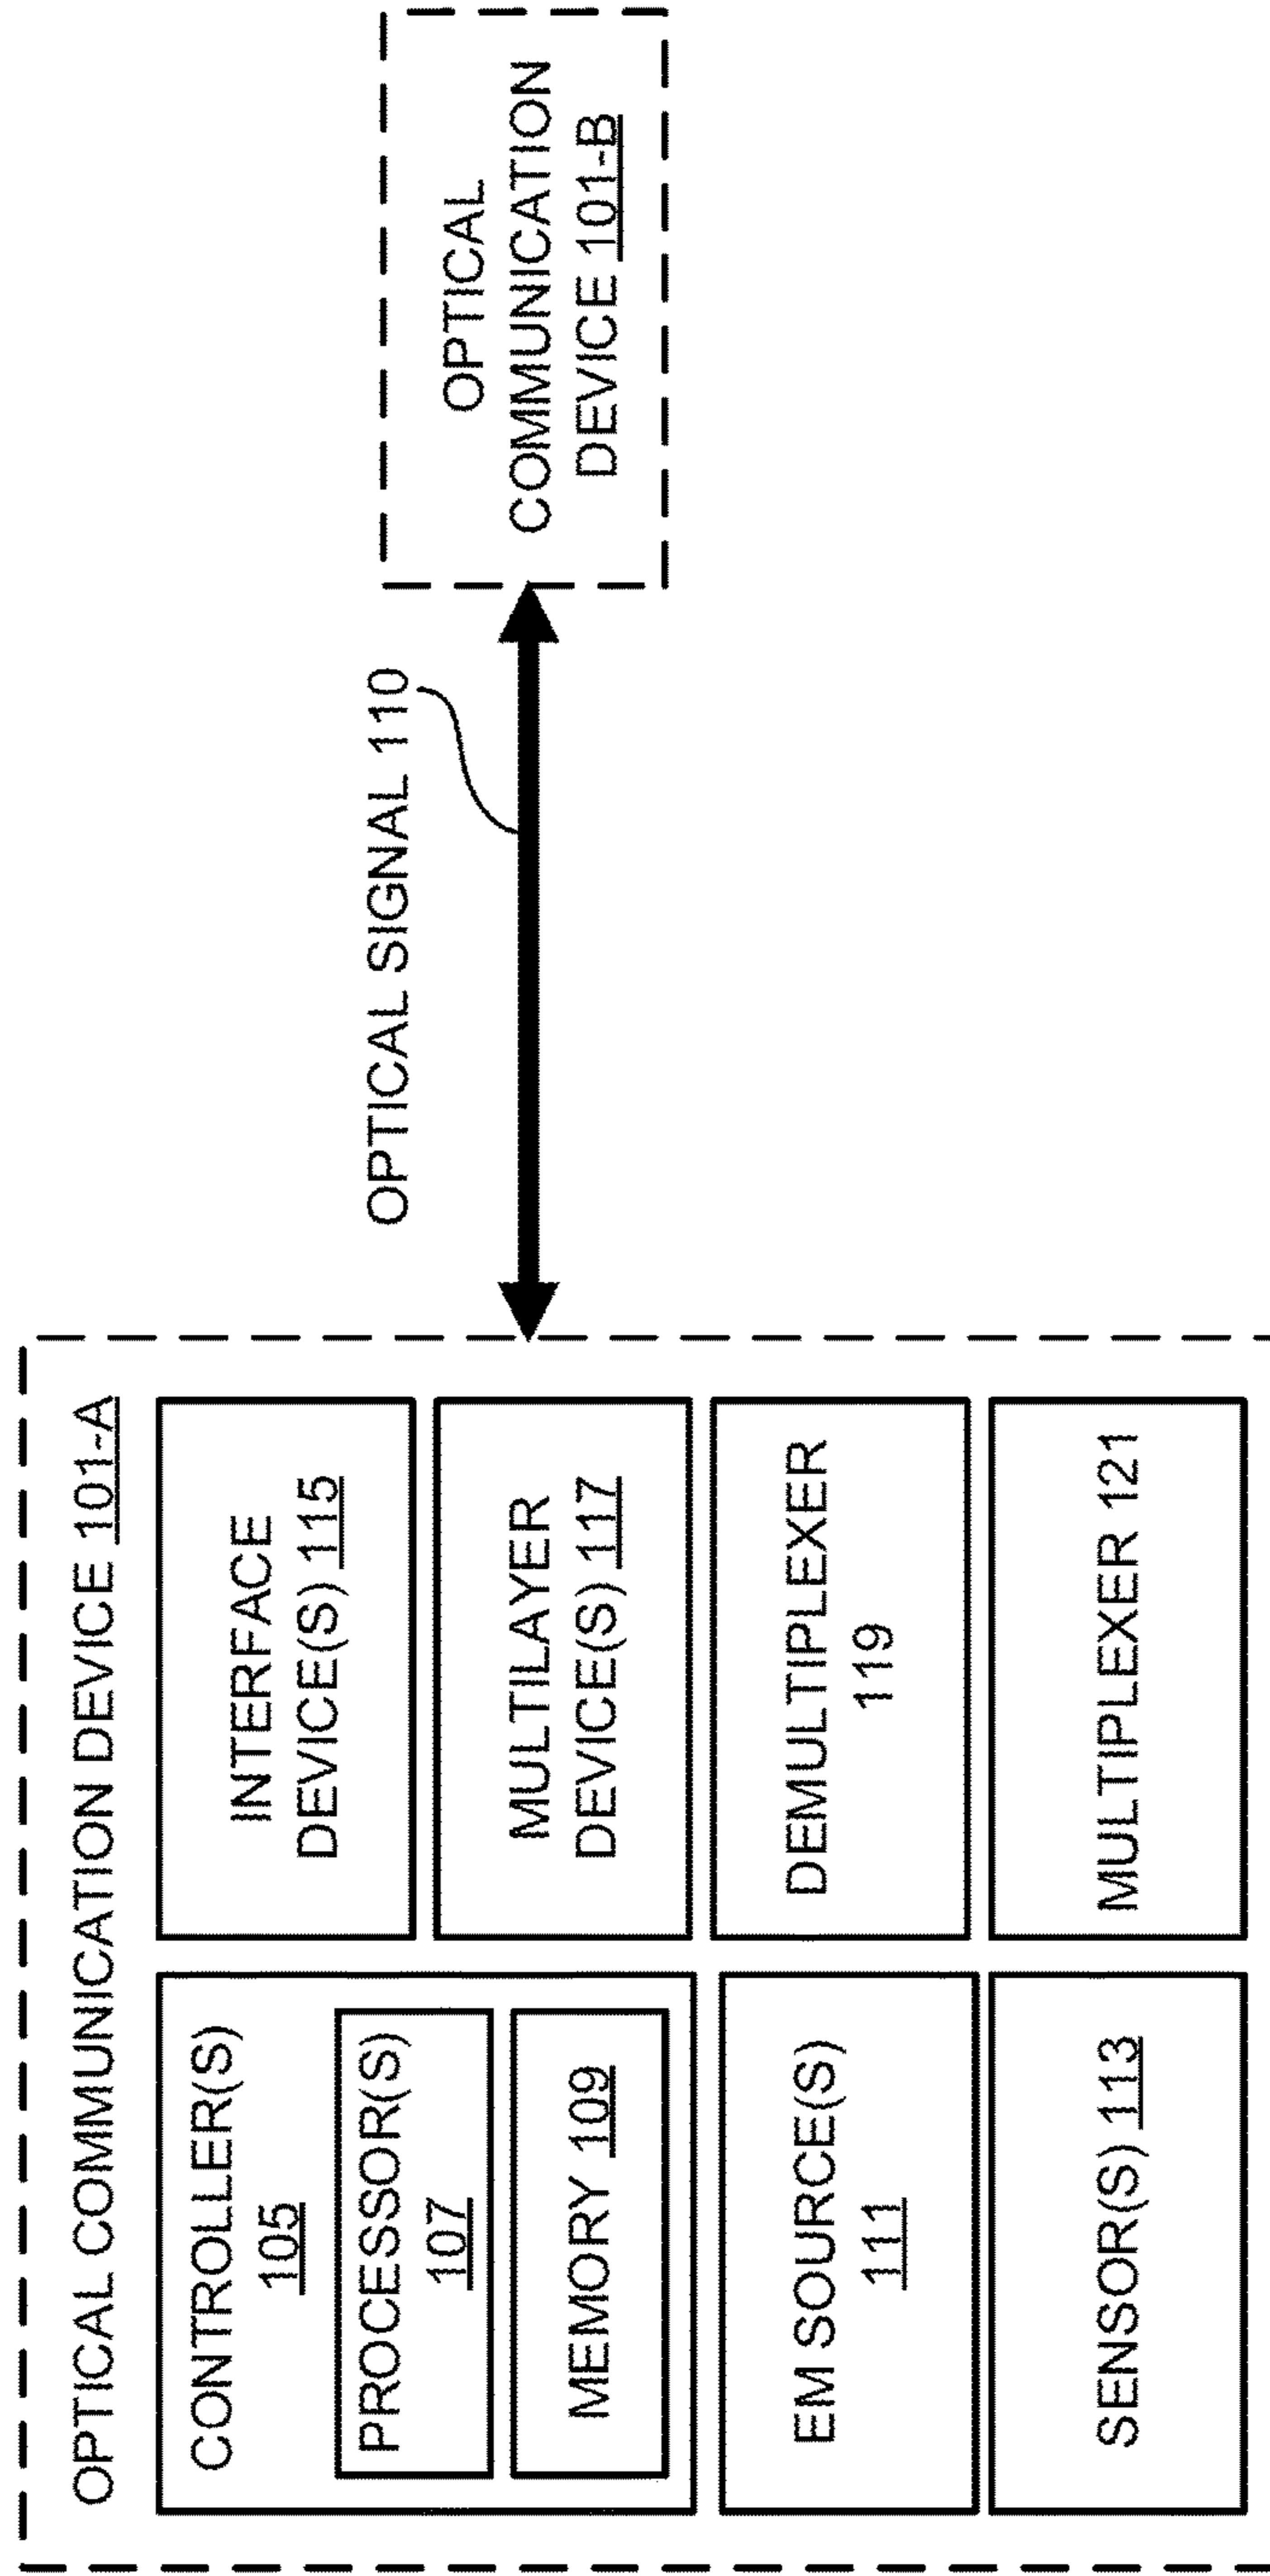 OPTICAL COMMUNICATION DEVICE 101-A
CONTROLLER(S)
105
PROCESSOR(S)
107
MEMORY 109
EM SOURCE(S)
111
SENSOR(S) 113
INTERFACE
DEVICE(S) 115
MULTILAYER
DEVICE(S) 117
DEMULTIPLEXER
119
MULTIPLEXER 121
OPTICAL SIGNAL 110
OPTICAL
COMMUNICATION
DEVICE 101-B